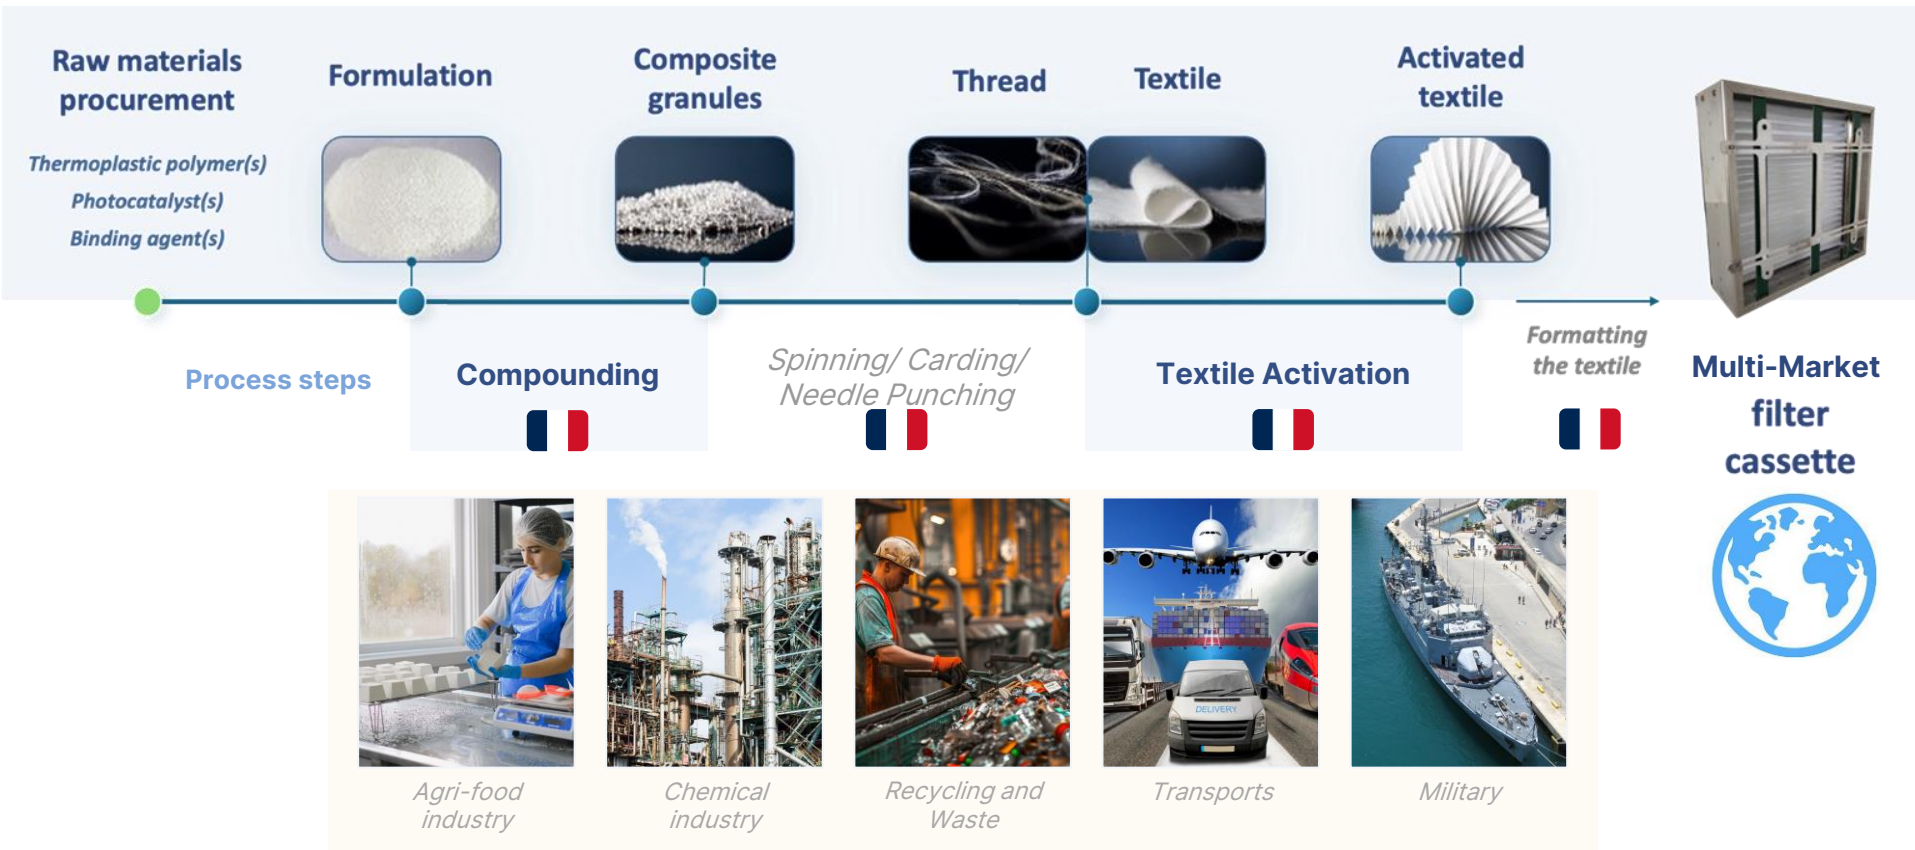 Raw materials
procurement
Thermoplastic polymer(s)
Photocatalyst(s)
Binding agent(s)
Formulation
Composite
granules
Thread
Textile
Activated
textile
Process steps
Compounding
Spinning/ Carding/
Needle Punching
Textile Activation
Formatting
the textile
Multi-Market
filter
cassette
DELIVERY
Agri-food
industry
Chemical
industry
Recycling and
Waste
Transports
Military